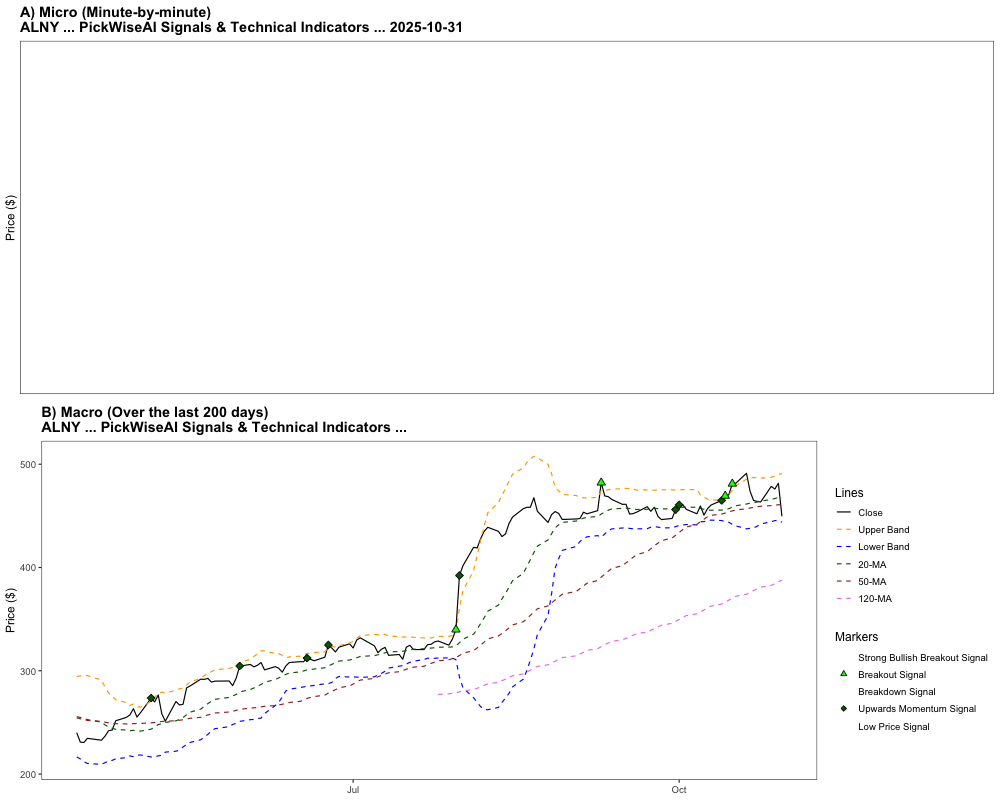 A) Micro (Minute-by-minute)
ALNY ... PickWiseAI Signals & Technical Indicators ... 2025-10-31
Price ($)
B) Macro (Over the last 200 days)
ALNY ... PickWiseAI Signals & Technical Indicators ...
Price ($)
500
400
300
200
Jul
Oct
Lines
Close
Upper Band
Lower Band
20-MA
50-MA
120-MA
Markers
Strong Bullish Breakout Signal
Breakout Signal
Breakdown Signal
Upwards Momentum Signal
Low Price Signal